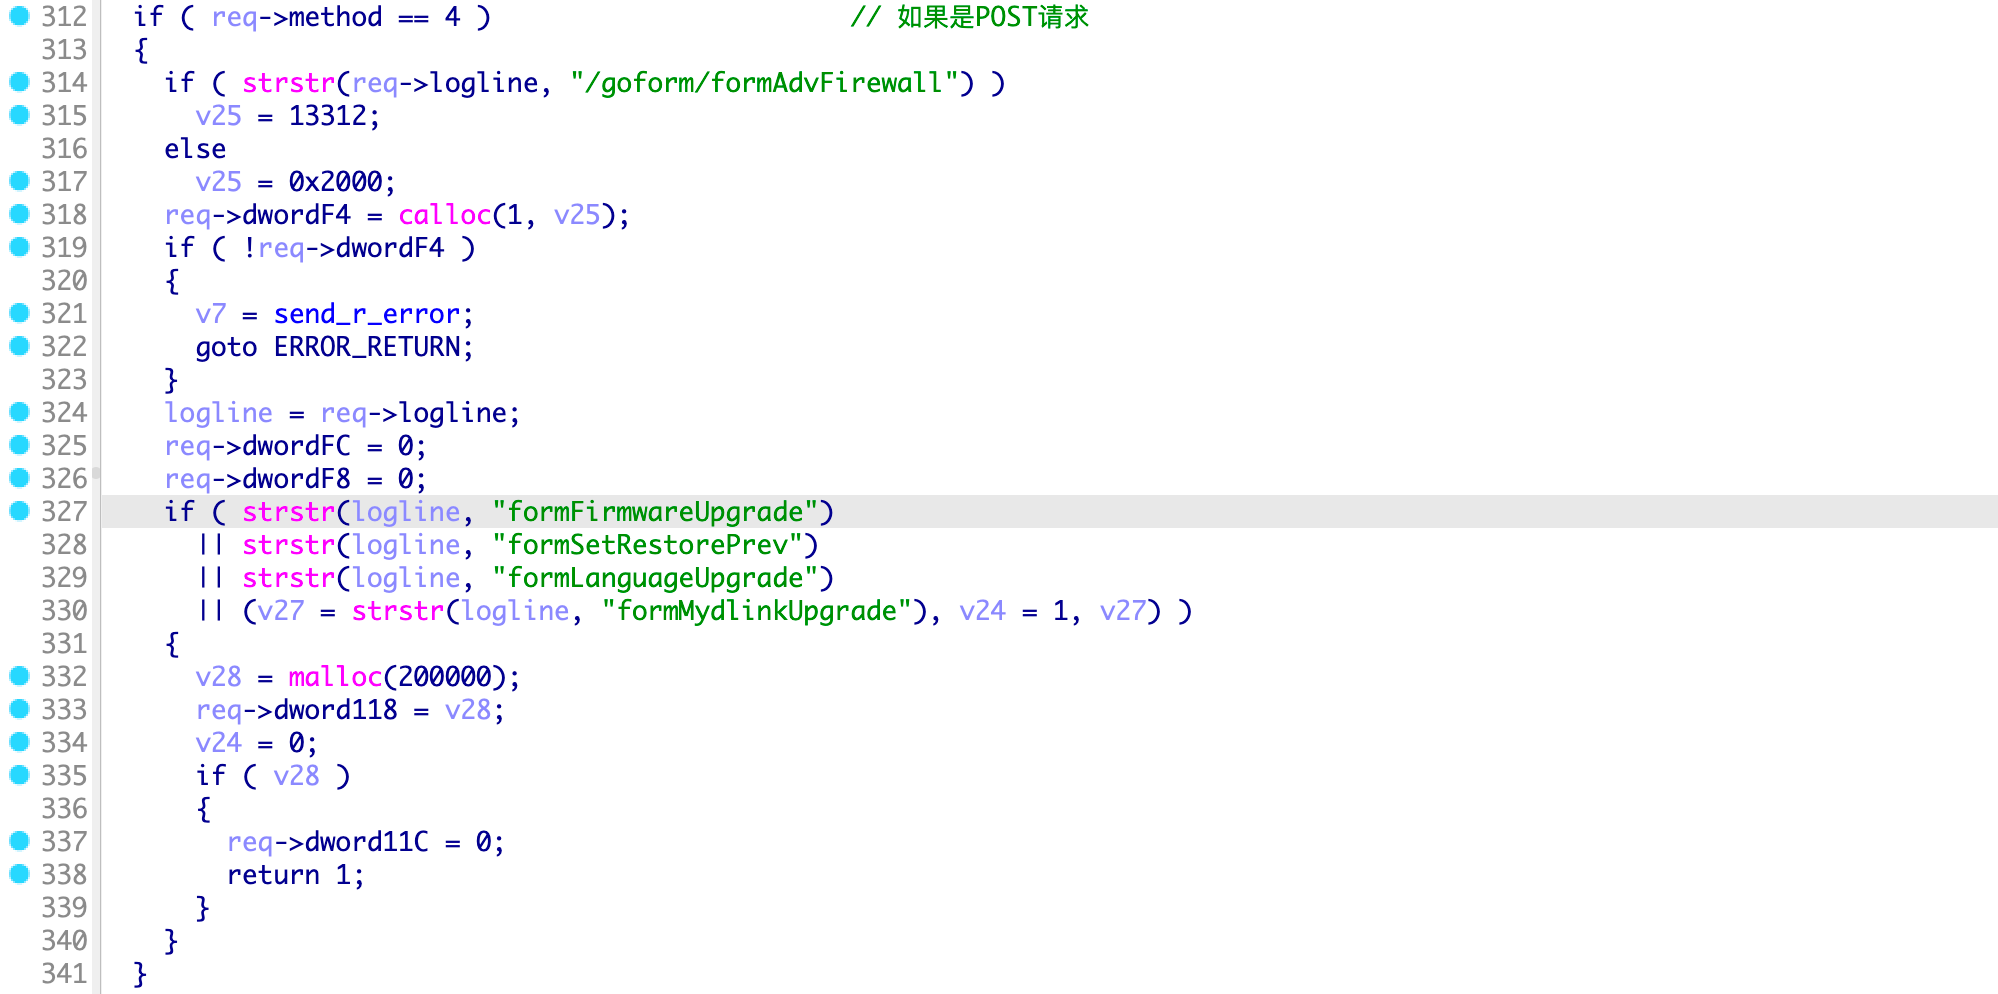 312 if ( req->method == 4 ) // 如果是POST请求
313 {
314 if ( strstr(req->logline, "/goform/formAdvFirewall") )
315 v25 = 13312;
316 else
317 v25 = 0x2000;
318 req->dwordF4 = calloc(1, v25);
319 if ( !req->dwordF4 )
320 {
321 v7 = send_r_error;
322 goto ERROR_RETURN;
323 }
324 logline = req->logline;
325 req->dwordFC = 0;
326 req->dwordF8 = 0;
327 if ( strstr(logline, "formFirmwareUpgrade")
328 || strstr(logline, "formSetRestorePrev")
329 || strstr(logline, "formLanguageUpgrade")
330 || (v27 = strstr(logline, "formMydlinkUpgrade"), v24 = 1, v27) )
331 {
332 v28 = malloc(200000);
333 req->dword118 = v28;
334 v24 = 0;
335 if ( v28 )
336 {
337 req->dword11C = 0;
338 return 1;
339 }
340 }
341 }